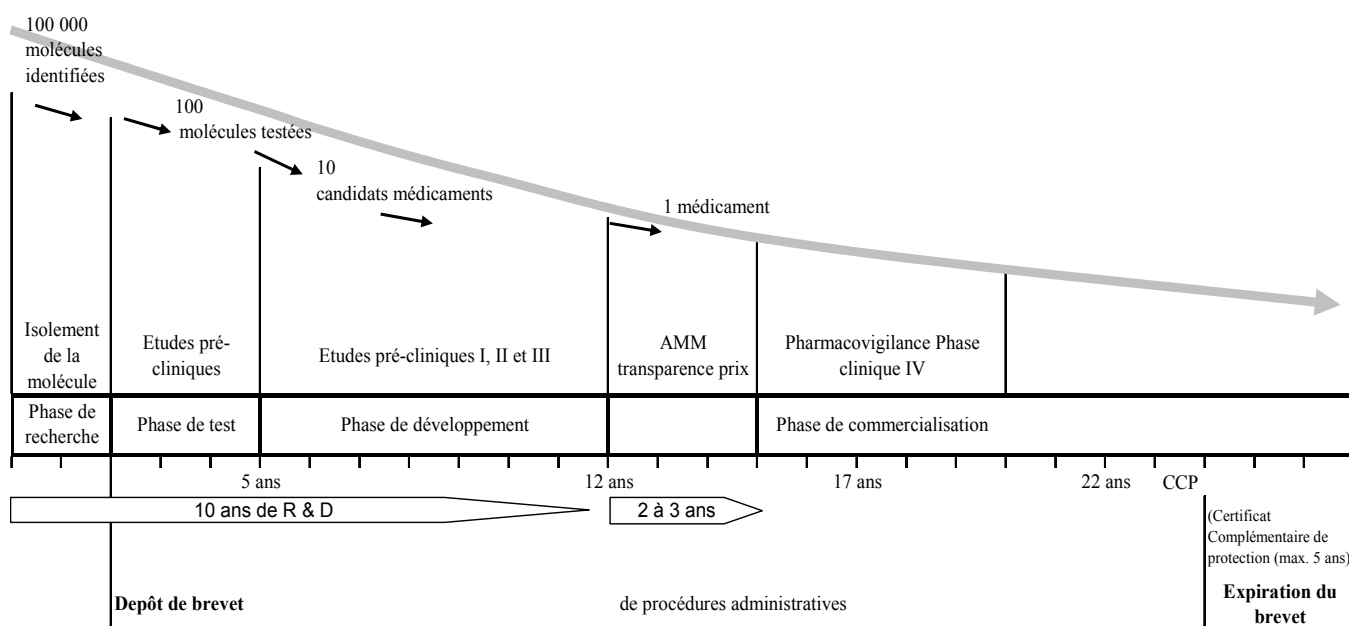 100 000
molécules
identifiées
100
molécules testées
10
candidats médicaments
1 médicament
Isolement
de la
molécule
Etudes pré-
cliniques
Etudes pré-cliniques I, II et III
AMM
transparence prix
Pharmacovigilance Phase
clinique IV
Phase de
recherche
Phase de test
Phase de développement
Phase de commercialisation
5 ans
12 ans
17 ans
22 ans
CCP
10 ans de R & D
2 à 3 ans
(Certificat
Complémentaire de
protection (max. 5 ans)
Depôt de brevet
de procédures administratives
Expiration du
brevet